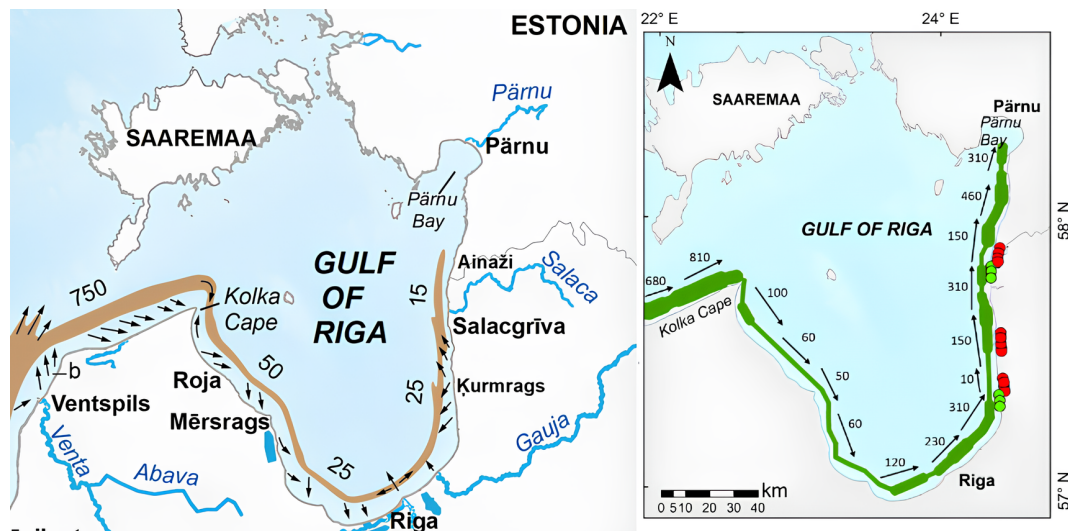 ESTONIA
Pärnu
SAAREMAA
Pärnu
Pärnu
Bay
GULF
OF
RIGA
Ainaži
Salaca
750
Kolka
Cape
15
Salacgrīva
b
50
Roja
25
Ķurmrags
Ventspils
Mērsrags
Gauja
Venta
Abava
25
Riga
22° E
24° E
N
SAAREMAA
Pärnu
Pärnu
Bay
310
460
58° N
150
GULF OF RIGA
810
680
310
100
Kolka Cape
60
150
50
10
310
60
230
120
Riga
km
0 5 10 20 30 40
57° N